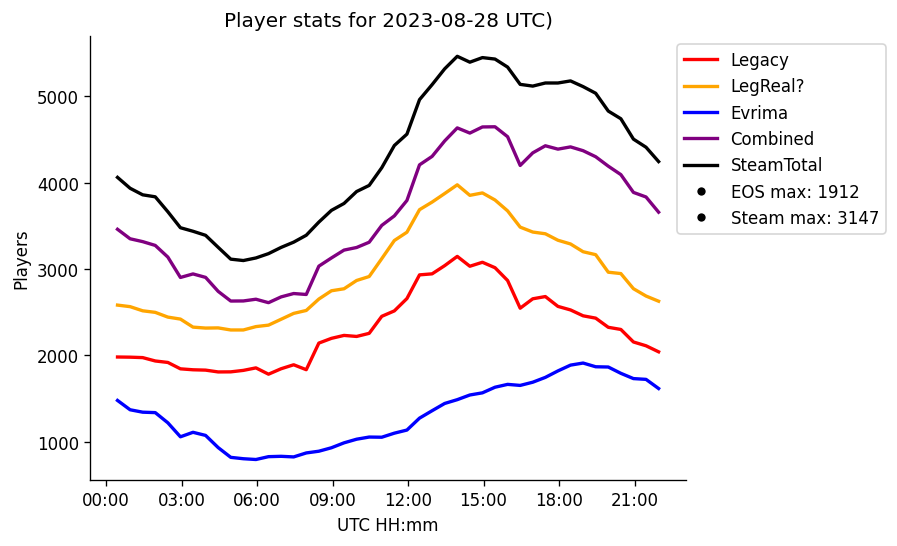 Player stats for 2023-08-28 UTC)
Legacy
LegReal?
Evrima
Combined
SteamTotal
EOS max: 1912
Steam max: 3147
Players
5000
4000
3000
2000
1000
00:00 03:00 06:00 09:00 12:00 15:00 18:00 21:00
UTC HH:mm